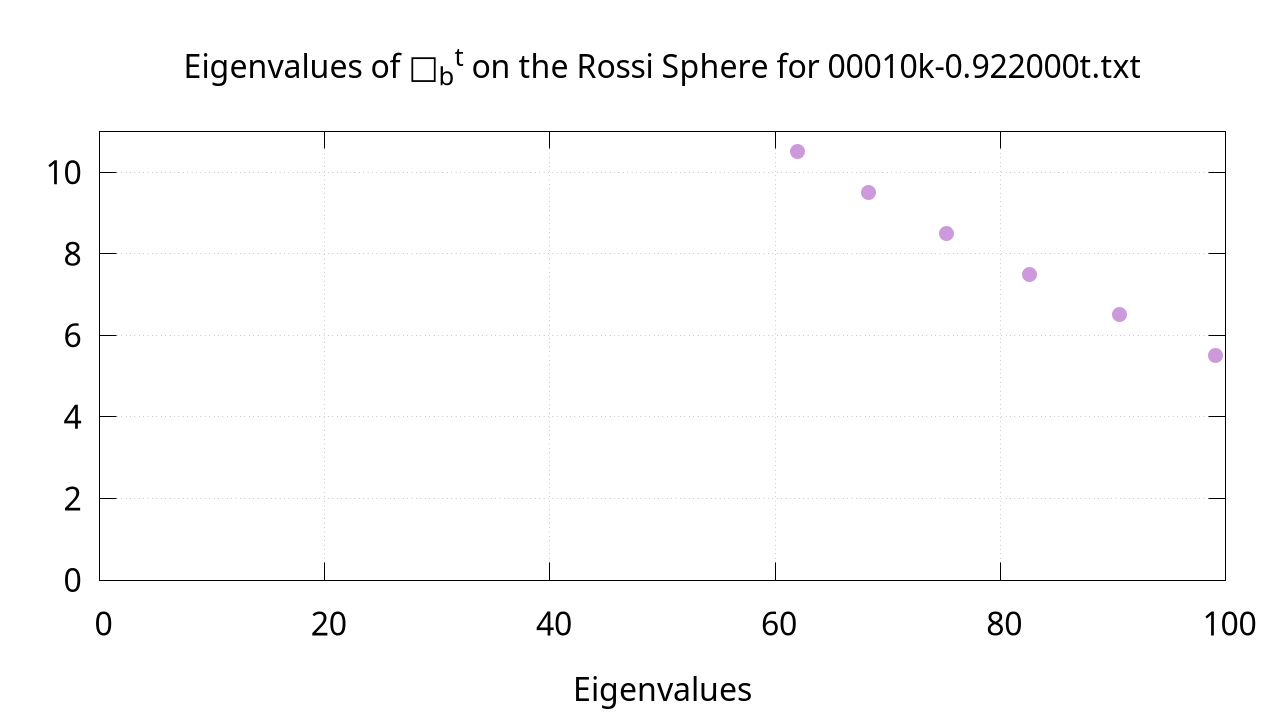 Eigenvalues of □b^t on the Rossi Sphere for 00010k-0.922000t.txt
10
8
6
4
2
0
0 20 40 60 80 100
Eigenvalues